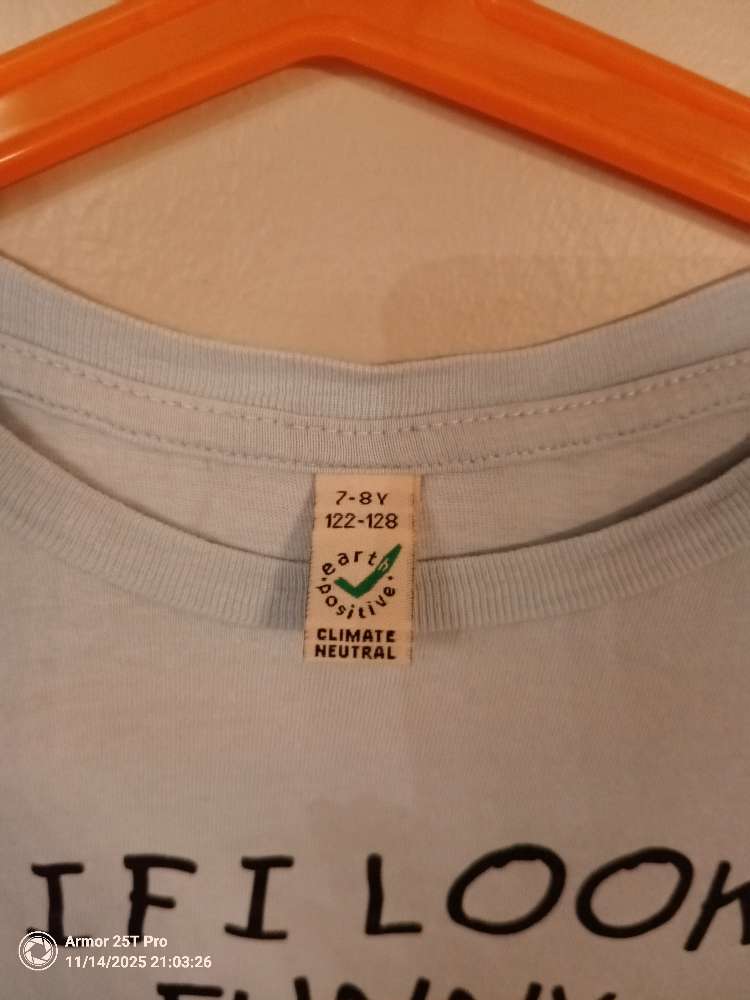 7-8Y
122-128
earth
positive
CLIMATE
NEUTRAL
IF I LOOK
FUNNY
Armor 25T Pro
11/14/2025 21:03:26